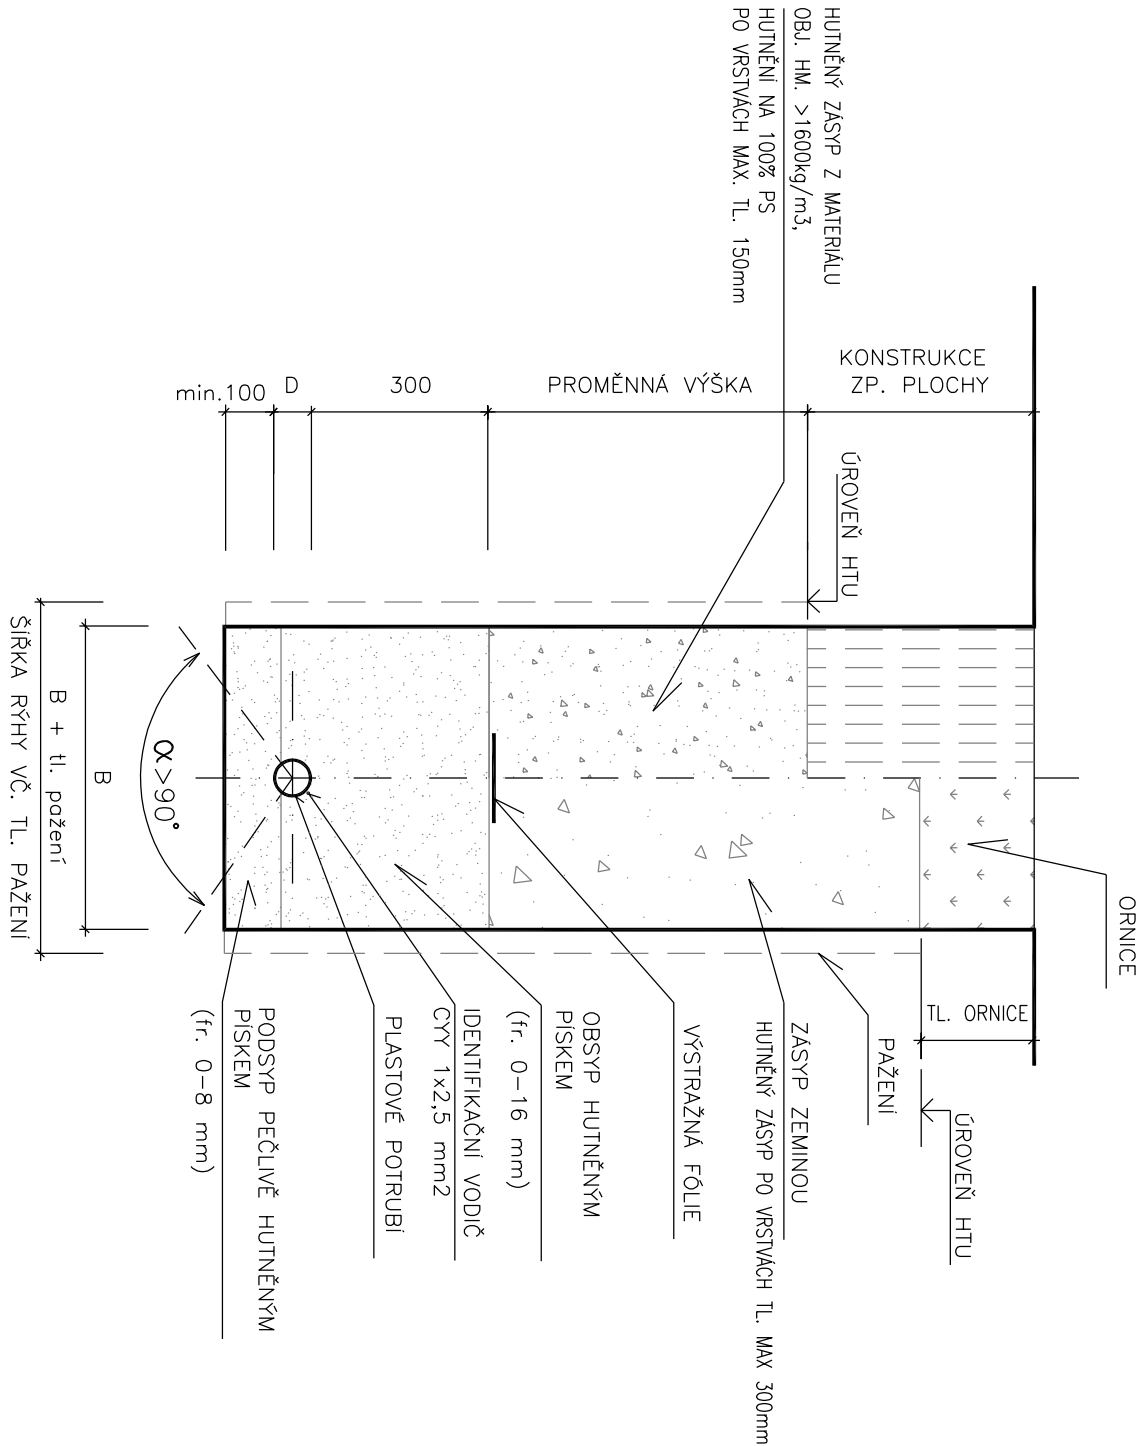 HUTNĚNÝ ZÁSYP Z MATERIÁLU
OBJ. HM. >1600kg/m3,
HUTNĚNÍ NA 100% PS
PO VRSTVÁCH MAX. TL. 150mm
KONSTRUKCE
ZP. PLOCHY
PROMĚNNÁ VÝŠKA
300
D
min.100
ÚROVEŇ HTU
ORNICE
TL. ORNICE
ÚROVEŇ HTU
PAŽENÍ
ZÁSYP ZEMINOU
HUTNĚNÝ ZÁSYP PO VRSTVÁCH TL. MAX 300mm
VÝSTRAŽNÁ FÓLIE
OBSYP HUTNĚNÝM
PÍSKEM
(fr. 0-16 mm)
IDENTIFIKAČNÍ VODIČ
CYY 1x2,5 mm2
PLASTOVÉ POTRUBÍ
PODSYP PEČLIVĚ HUTNĚNÝM
PÍSKEM
(fr. 0-8 mm)
α>90°
B
B + tl. pažení
ŠÍŘKA RÝHY VČ. TL. PAŽENÍ